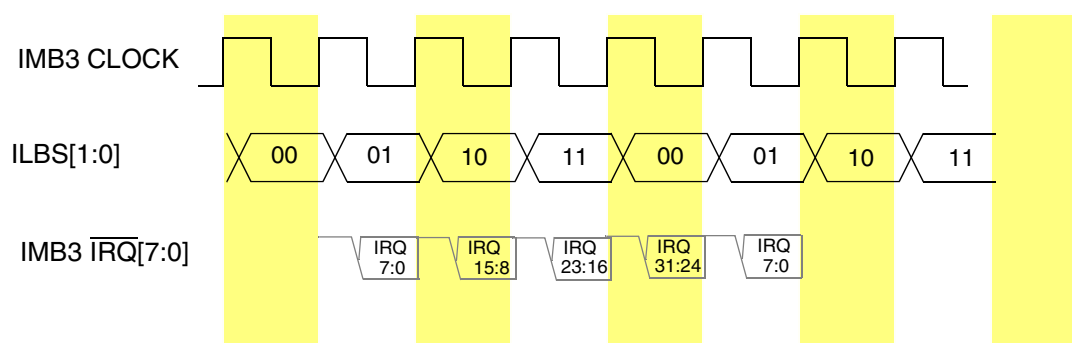 IMB3 CLOCK
ILBS[1:0]
00 01 10 11 00 01 10 11
IMB3 IRQ[7:0]
IRQ 7:0
IRQ 15:8
IRQ 23:16
IRQ 31:24
IRQ 7:0